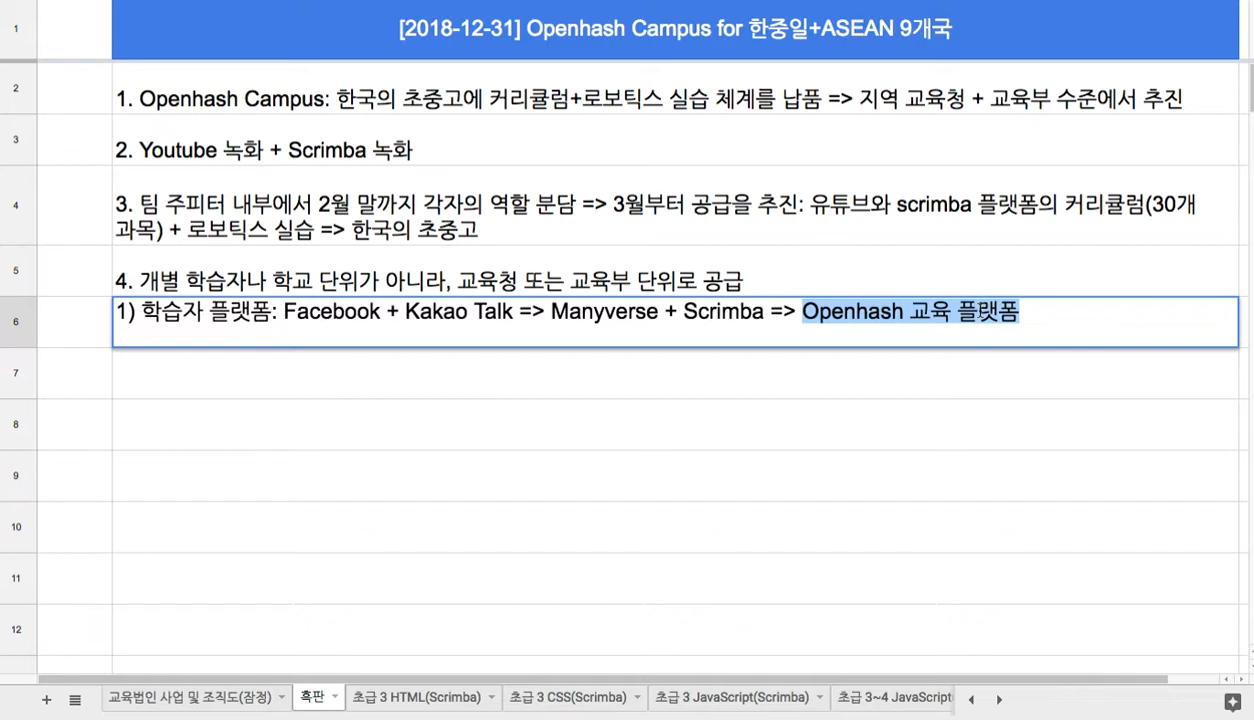 1
[2018-12-31] Openhash Campus for 한중일+ASEAN 9개국
2
1. Openhash Campus: 한국의 초중고에 커리큘럼+로보틱스 실습 체계를 납품 => 지역 교육청 + 교육부 수준에서 추진
3
2. Youtube 녹화 + Scrimba 녹화
4
3. 팀 주피터 내부에서 2월 말까지 각자의 역할 분담 => 3월부터 공급을 추진: 유튜브와 scrimba 플랫폼의 커리큘럼(30개
과목) + 로보틱스 실습 => 한국의 초중고
5
4. 개별 학습자나 학교 단위가 아니라, 교육청 또는 교육부 단위로 공급
6
1) 학습자 플랫폼: Facebook + Kakao Talk => Manyverse + Scrimba => Openhash 교육 플랫폼
7
8
9
10
11
12
교육법인 사업 및 조직도(잠정) 흑판 초급 3 HTML(Scrimba) 초급 3 CSS(Scrimba) 초급 3 JavaScript(Scrimba) 초급 3~4 JavaScript